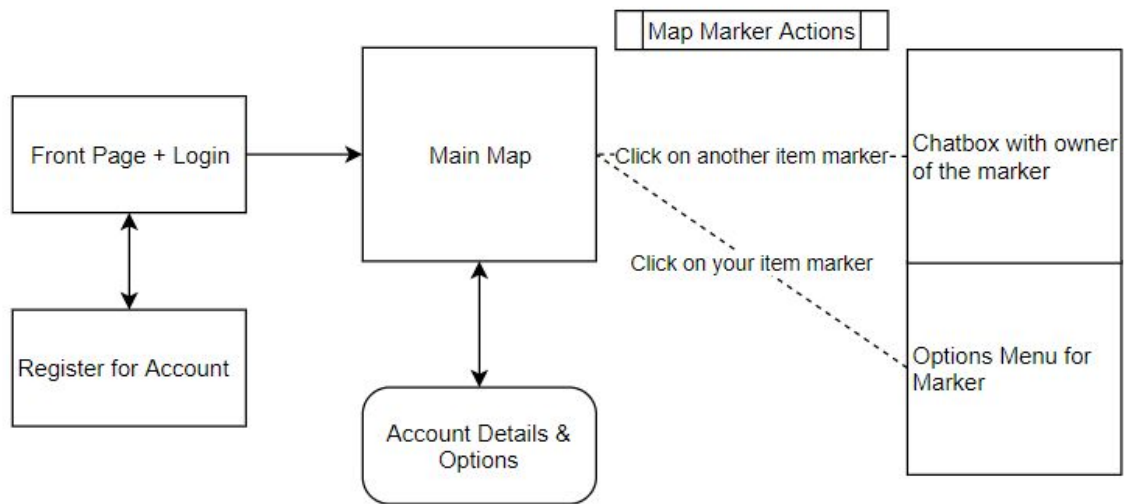 Map Marker Actions
Front Page + Login
Main Map
Click on another item marker
Chatbox with owner
of the marker
Click on your item marker
Register for Account
Options Menu for
Marker
Account Details &
Options